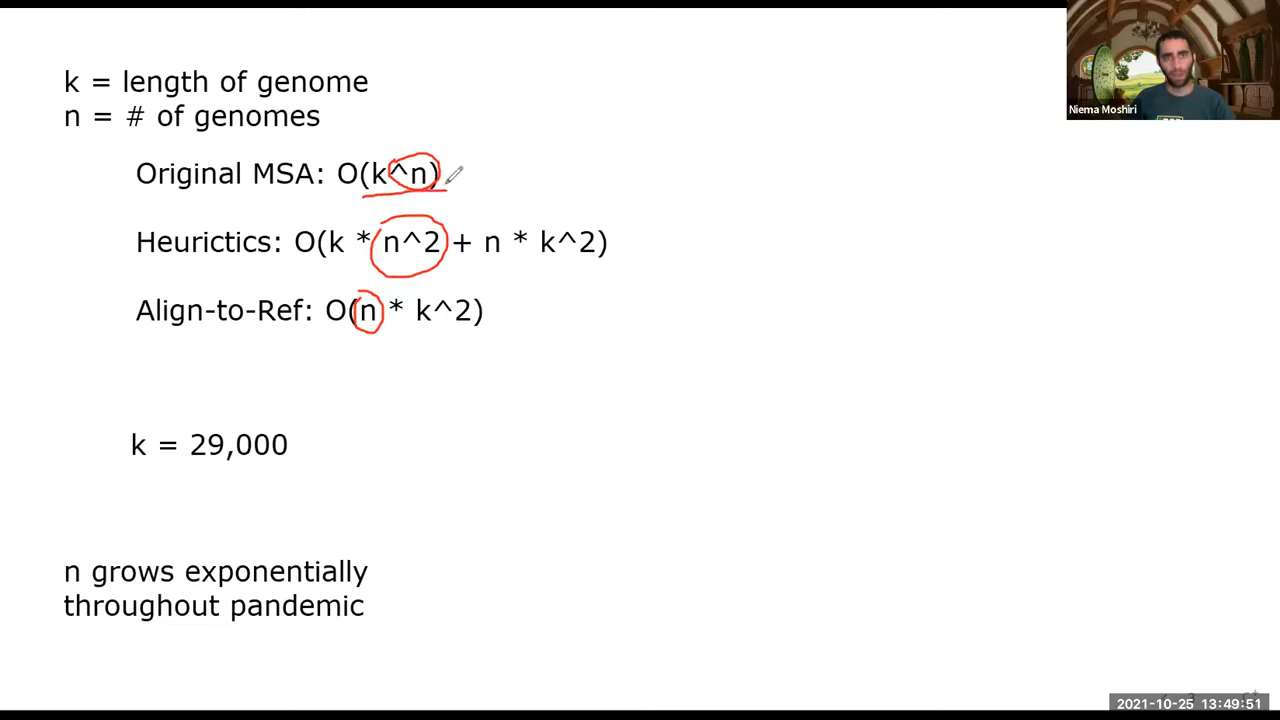 k = length of genome
n = # of genomes
Original MSA: O(k^n)
Heurictics: O(k * n^2 + n * k^2)
Align-to-Ref: O(n * k^2)
k = 29,000
n grows exponentially
throughout pandemic
Niema Moshiri
2021-10-25 13:49:51